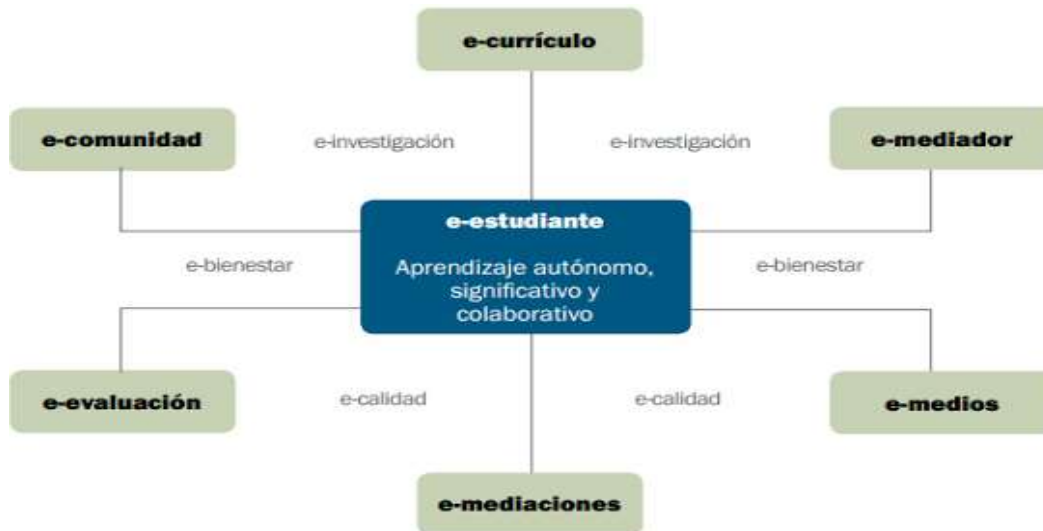 e-currículo
e-comunidad
e-investigación
e-investigación
e-mediador
e-estudiante
Aprendizaje autónomo,
significativo y
colaborativo
e-bienestar
e-bienestar
e-evaluación
e-calidad
e-calidad
e-medios
e-mediaciones